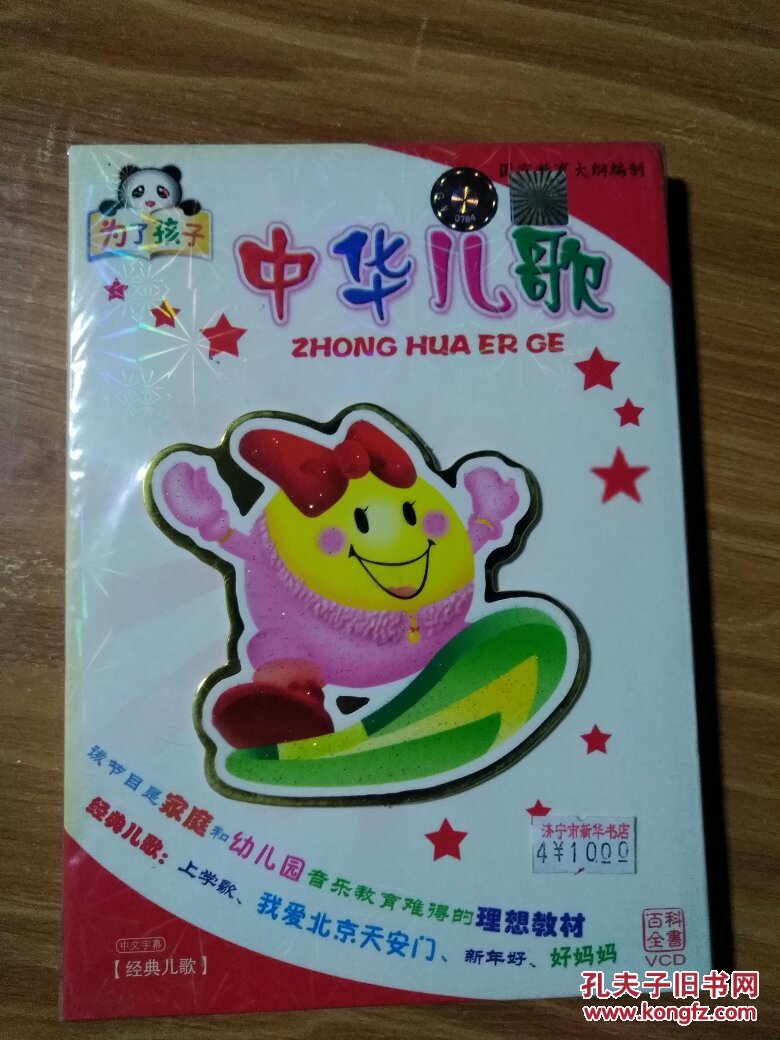 国家教育大纲编制
0784
为了孩子
中华儿歌
ZHONG HUA ER GE
该节目是家庭和幼儿园音乐教育难得的理想教材
经典儿歌：上学歌、我爱北京天安门、新年好、好妈妈
济宁市新华书店
4¥10.00
中文字幕
【经典儿歌】
百科
全書
VCD
孔夫子旧书网
www.kongfz.com